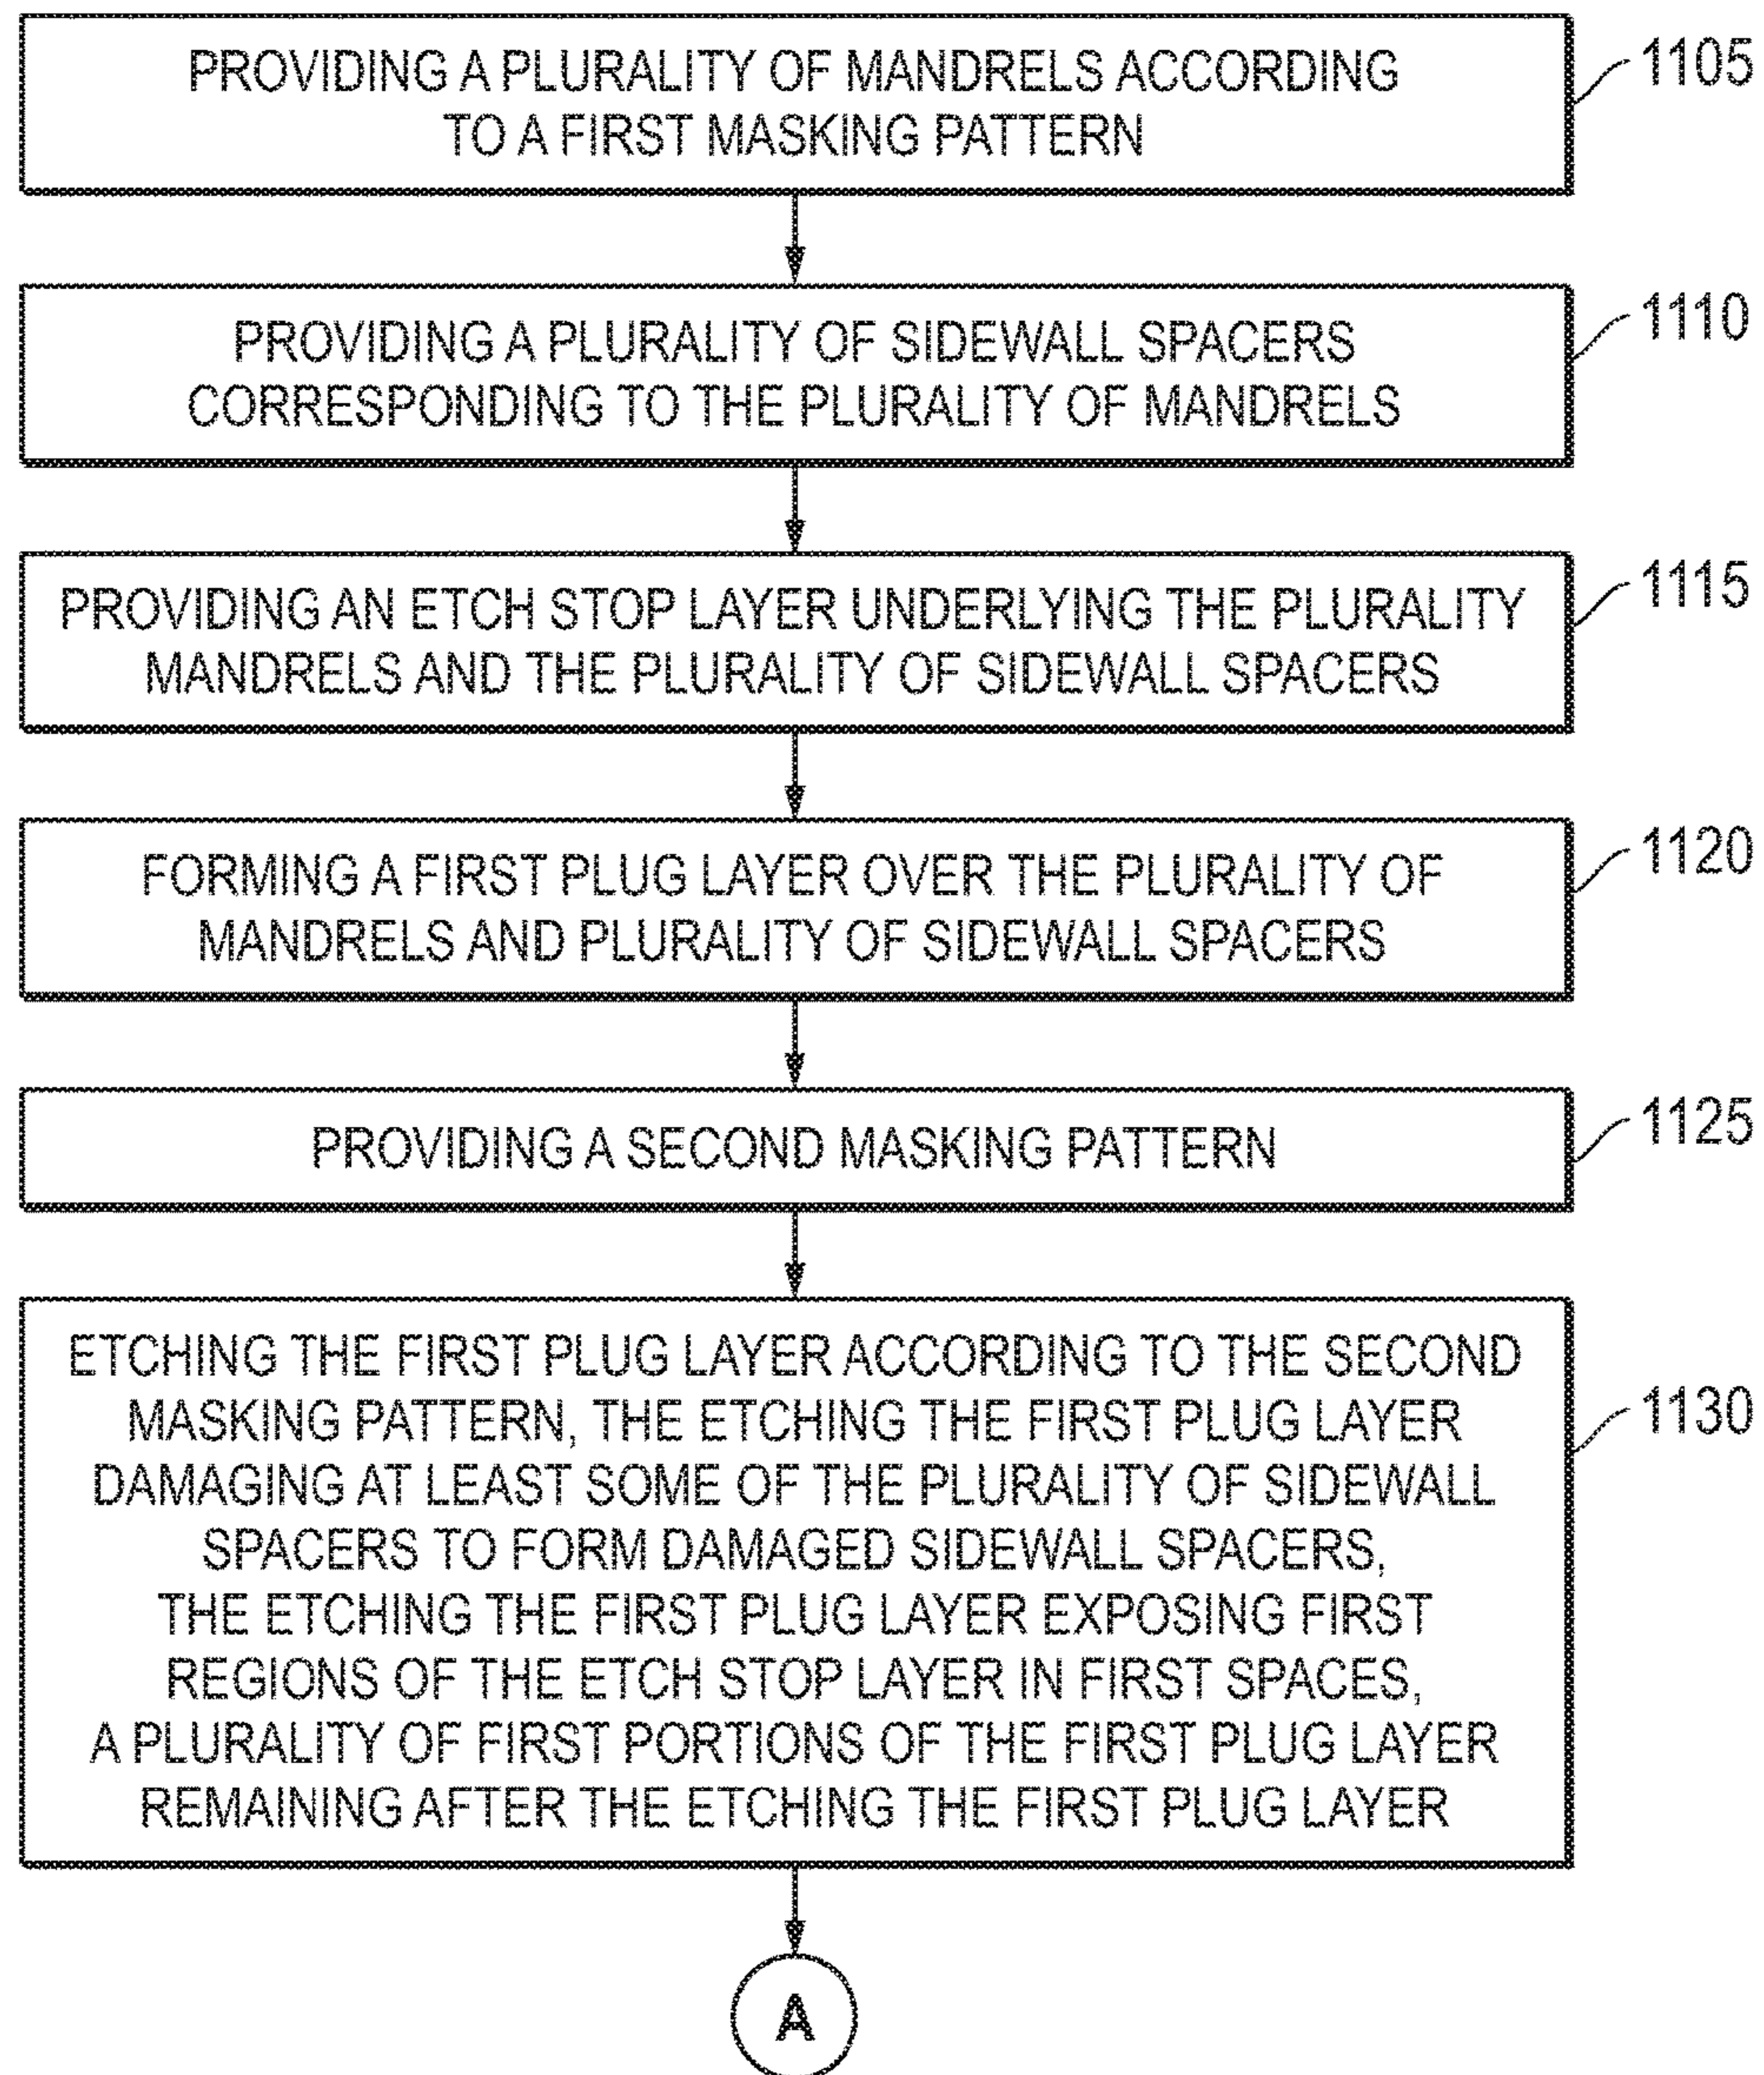 PROVIDING A PLURALITY OF MANDRELS ACCORDING
TO A FIRST MASKING PATTERN
1105
PROVIDING A PLURALITY OF SIDEWALL SPACERS
CORRESPONDING TO THE PLURALITY OF MANDRELS
1110
PROVIDING AN ETCH STOP LAYER UNDERLYING THE PLURALITY
MANDRELS AND THE PLURALITY OF SIDEWALL SPACERS
1115
FORMING A FIRST PLUG LAYER OVER THE PLURALITY OF
MANDRELS AND PLURALITY OF SIDEWALL SPACERS
1120
PROVIDING A SECOND MASKING PATTERN
1125
ETCHING THE FIRST PLUG LAYER ACCORDING TO THE SECOND
MASKING PATTERN, THE ETCHING THE FIRST PLUG LAYER
DAMAGING AT LEAST SOME OF THE PLURALITY OF SIDEWALL
SPACERS TO FORM DAMAGED SIDEWALL SPACERS,
THE ETCHING THE FIRST PLUG LAYER EXPOSING FIRST
REGIONS OF THE ETCH STOP LAYER IN FIRST SPACES,
A PLURALITY OF FIRST PORTIONS OF THE FIRST PLUG LAYER
REMAINING AFTER THE ETCHING THE FIRST PLUG LAYER
1130
A